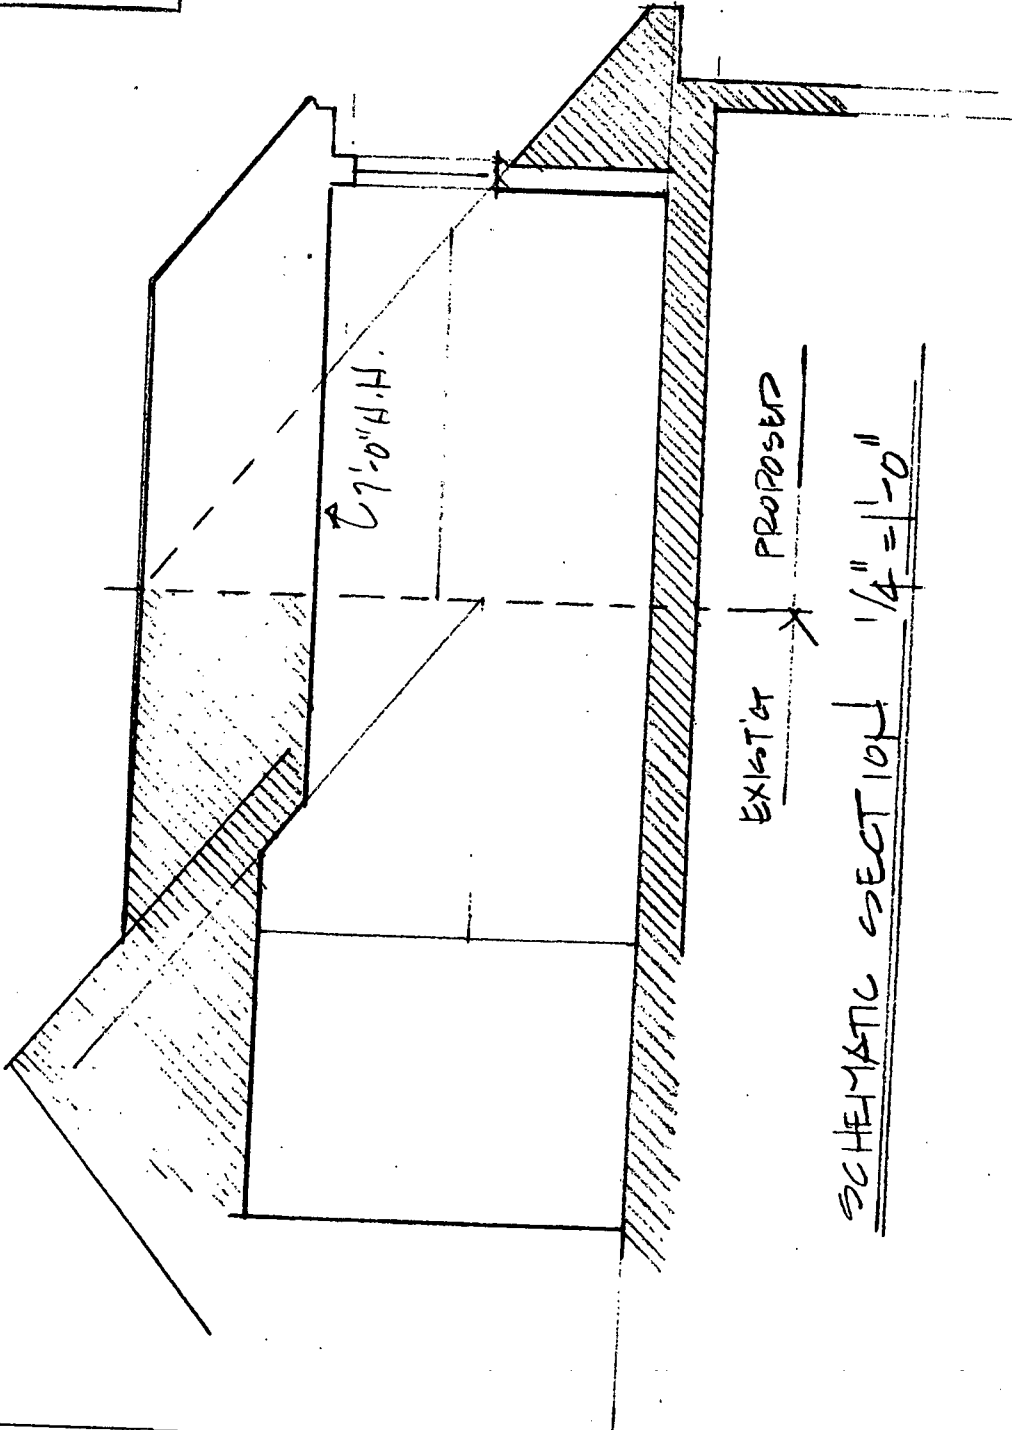 7'-0" H.H.
EXIST'G PROPOSED
SCHEMATIC SECTION 1/4" = 1'-0"